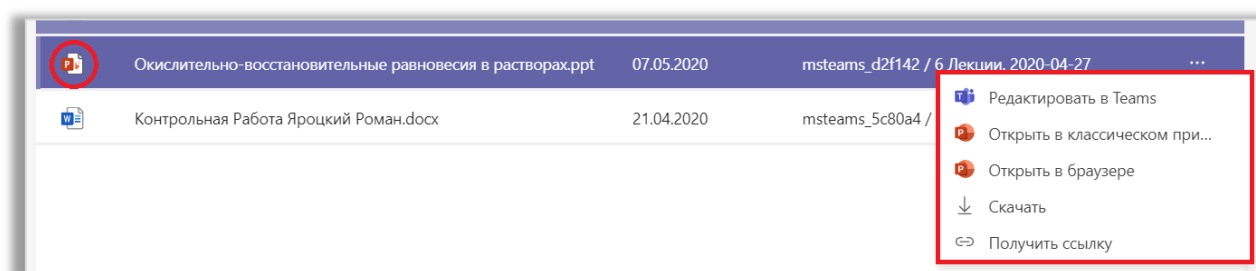 Окислительно-восстановительные равновесия в растворах.ppt 07.05.2020 msteams_d2f142 / 6 Лекции. 2020-04-27 ...
Контрольная Работа Яроцкий Роман.docx 21.04.2020 msteams_5c80a4 /
Редактировать в Teams
Открыть в классическом при...
Открыть в браузере
Скачать
Получить ссылку